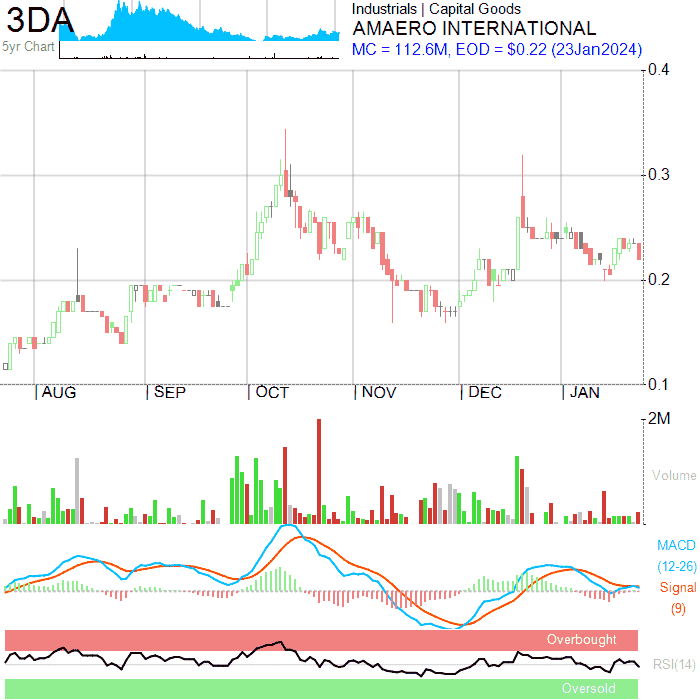 3DA
5yr Chart
Industrials | Capital Goods
AMAERO INTERNATIONAL
MC = 112.6M, EOD = $0.22 (23Jan2024)
0.4
0.3
0.2
0.1
AUG SEP OCT NOV DEC JAN
2M
Volume
MACD
(12-26)
Signal
(9)
Overbought
RSI(14)
Oversold